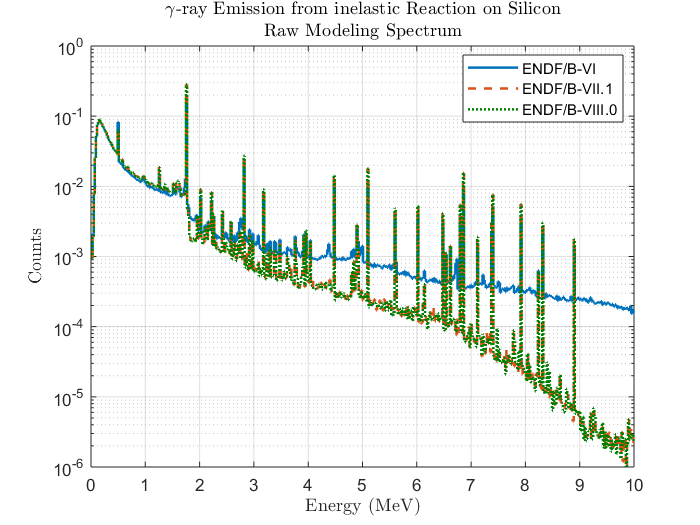 γ-ray Emission from inelastic Reaction on Silicon
Raw Modeling Spectrum
10^0
10^-1
10^-2
10^-3
10^-4
10^-5
10^-6
Counts
ENDF/B-VI
ENDF/B-VII.1
ENDF/B-VIII.0
0 1 2 3 4 5 6 7 8 9 10
Energy (MeV)